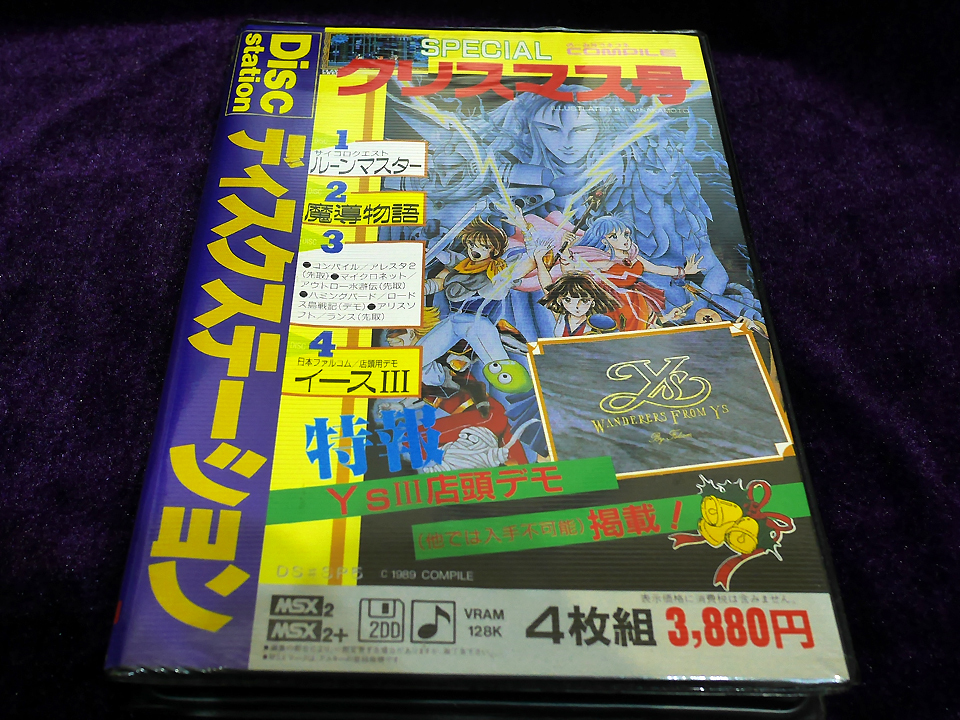 Disc
station
ディスクステーション
SPECIAL
COMPILE
クリスマス号
ILLUSTRATED BY
1
サイコロクエスト
ルーンマスター
2
魔導物語
3
●コンパイル/アレスタ2
(先取)●マイクロネット/
アウトロー水滸伝(先取)
●ハミングバード/ロード
ス島戦記(デモ)●アリスソ
フト/ランス(先取)
4
日本ファルコム/店頭用デモ
イースIII
Ys
WANDERERS FROM YS
特報
YsIII店頭デモ
(他では入手不可能)掲載!
DS#SP5 © 1989 COMPILE
表示価格に消費税は含みません。
MSX2
MSX2+
2DD
VRAM
128K
4枚組 3,880円